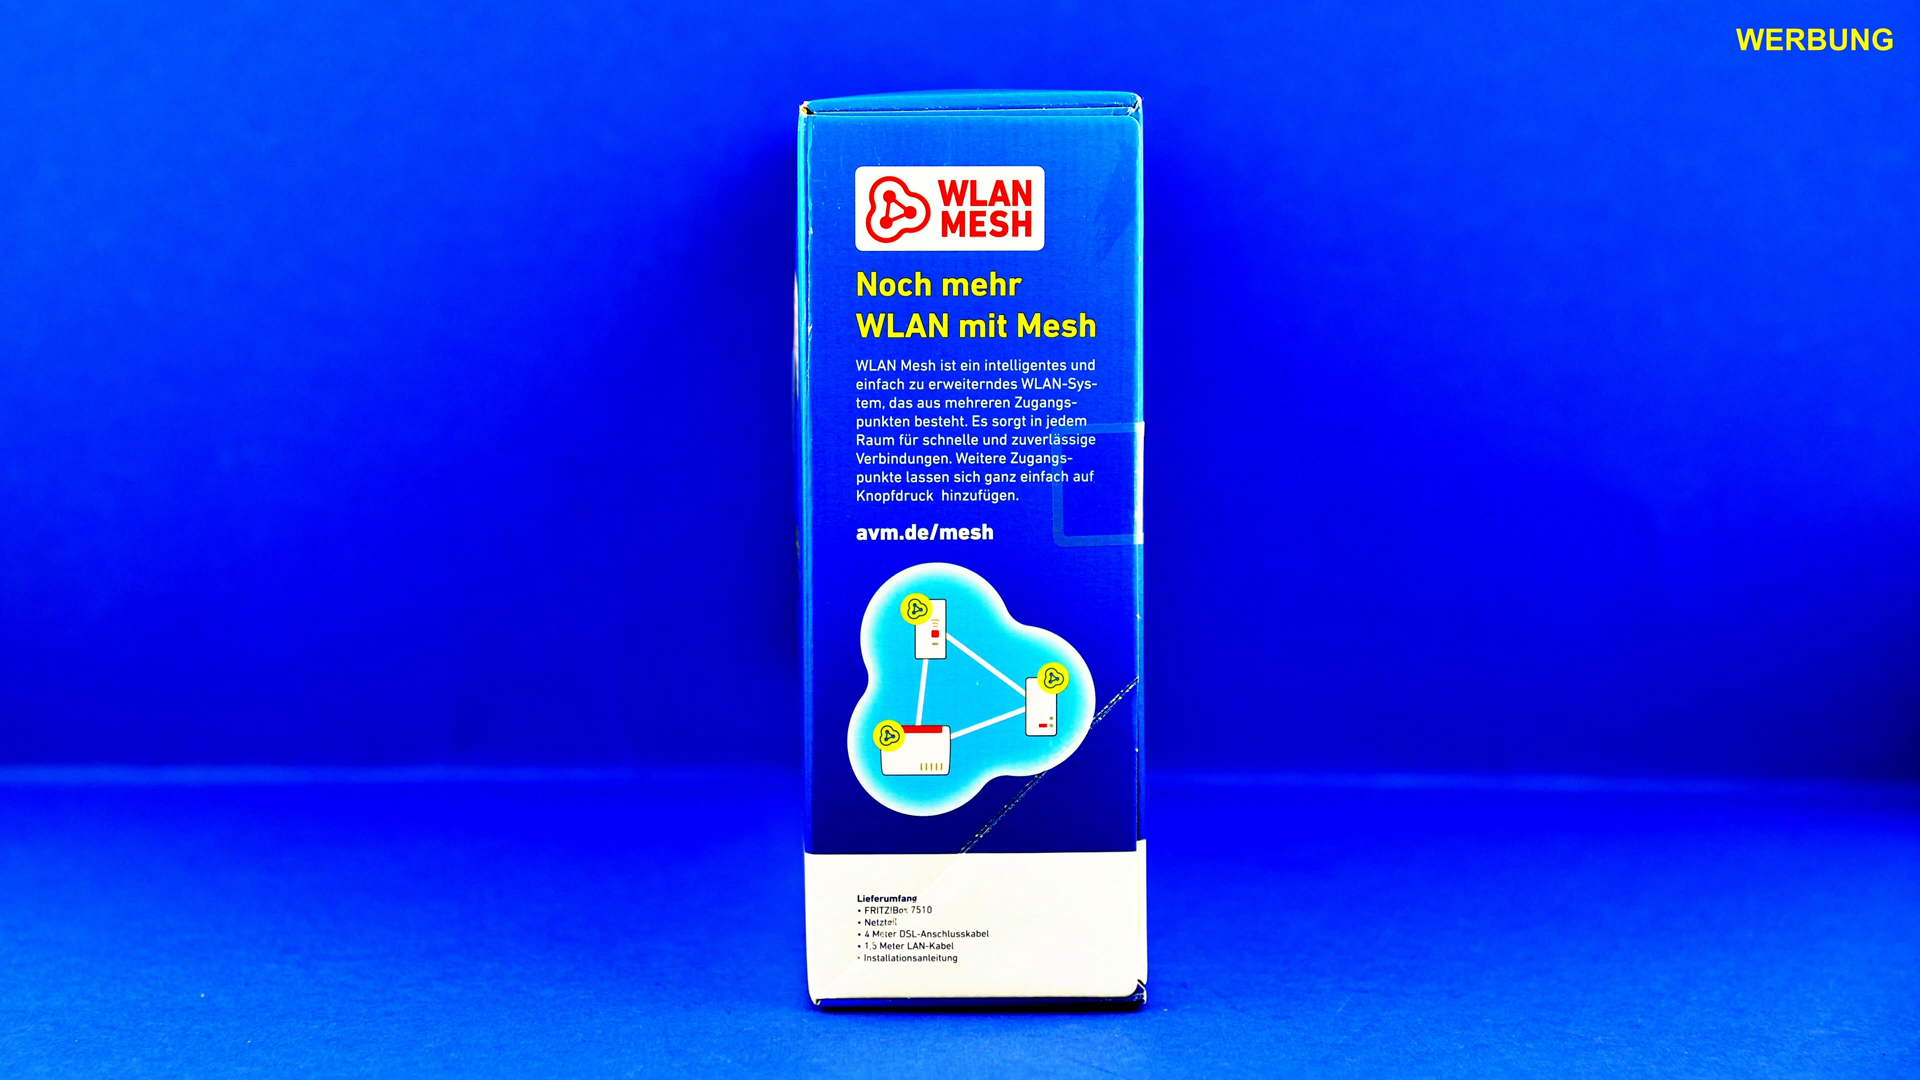 WERBUNG
WLAN
MESH
Noch mehr
WLAN mit Mesh
WLAN Mesh ist ein intelligentes und
einfach zu erweiterndes WLAN-Sys-
tem, das aus mehreren Zugangs-
punkten besteht. Es sorgt in jedem
Raum für schnelle und zuverlässige
Verbindungen. Weitere Zugangs-
punkte lassen sich ganz einfach auf
Knopfdruck hinzufügen.
avm.de/mesh
Lieferumfang
• FRITZ!Box 7510
• Netzteil
• 4 Meter DSL-Anschlusskabel
• 1,5 Meter LAN-Kabel
• Installationsanleitung